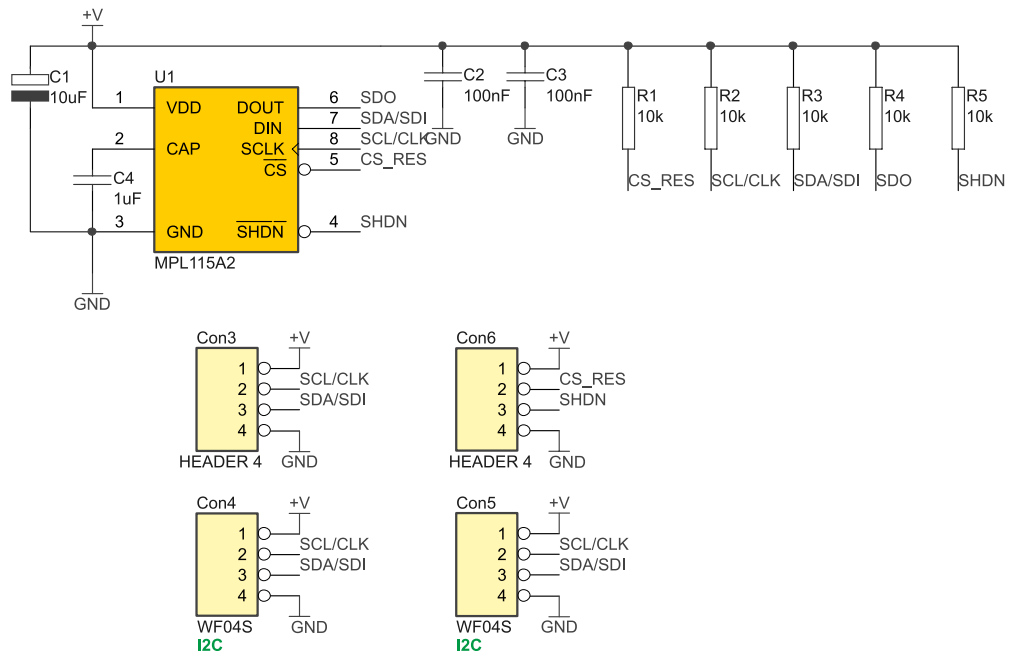 +V
C1
10uF
U1
1
VDD
2
CAP
C4
1uF
3
GND
DOUT
6
SDO
DIN
7
SDA/SDI
SCLK
8
SCL/CLK
CS
5
CS_RES
SHDN
4
SHDN
MPL115A2
GND
C2
100nF
GND
C3
100nF
GND
R1
10k
CS_RES
R2
10k
SCL/CLK
R3
10k
SDA/SDI
R4
10k
SDO
R5
10k
SHDN
Con3
+V
1
2
SCL/CLK
3
SDA/SDI
4
HEADER 4
GND
Con6
+V
1
2
CS_RES
3
SHDN
4
HEADER 4
GND
Con4
+V
1
2
SCL/CLK
3
SDA/SDI
4
WF04S
GND
I2C
Con5
+V
1
2
SCL/CLK
3
SDA/SDI
4
WF04S
GND
I2C